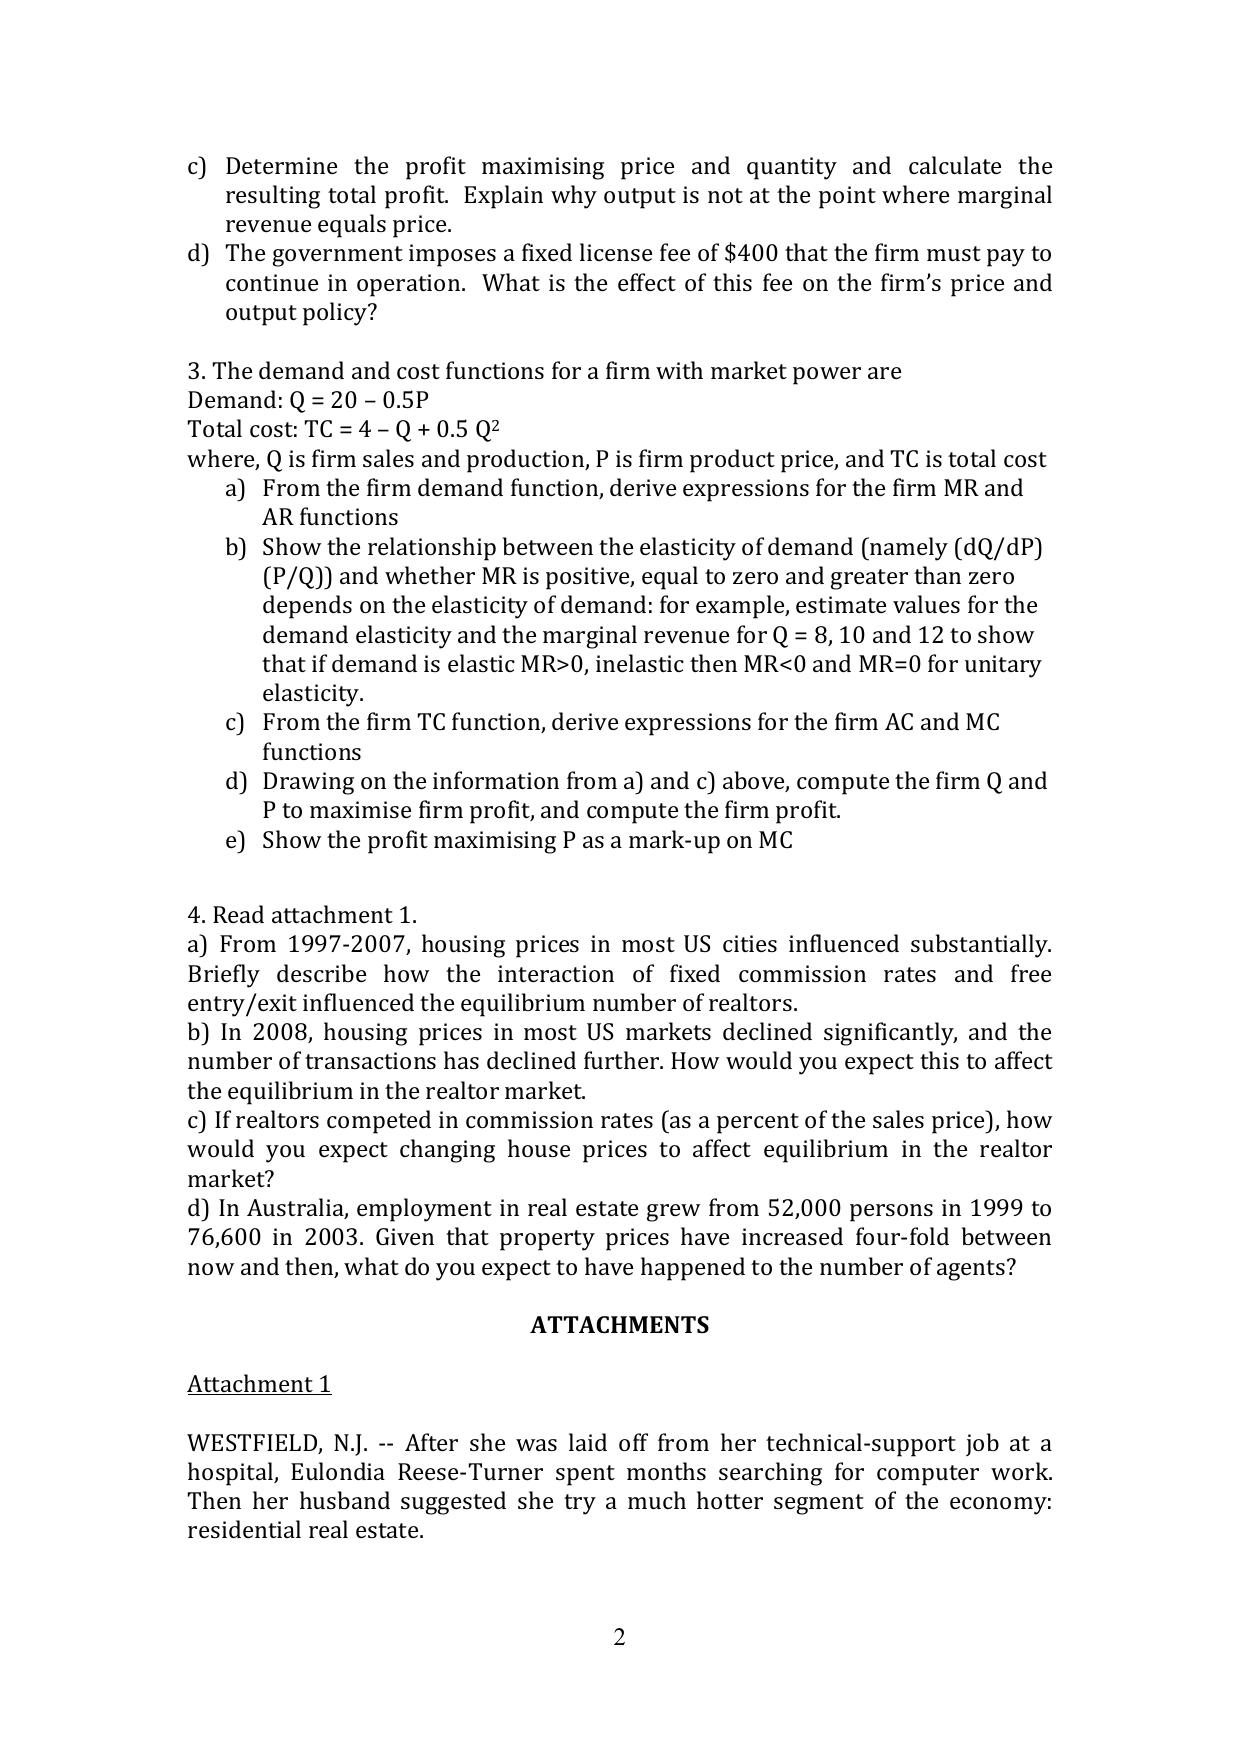 c) Determine the profit maximising price and quantity and calculate the
resulting total profit. Explain why output is not at the point where marginal
revenue equals price.
d) The government imposes a fixed license fee of $400 that the firm must pay to
continue in operation. What is the effect of this fee on the firm’s price and
output policy?
3. The demand and cost functions for a firm with market power are
Demand: Q = 20 – 0.5P
Total cost: TC = 4 – Q + 0.5 Q²
where, Q is firm sales and production, P is firm product price, and TC is total cost
a) From the firm demand function, derive expressions for the firm MR and
AR functions
b) Show the relationship between the elasticity of demand (namely (dQ/dP)
(P/Q)) and whether MR is positive, equal to zero and greater than zero
depends on the elasticity of demand: for example, estimate values for the
demand elasticity and the marginal revenue for Q = 8, 10 and 12 to show
that if demand is elastic MR>0, inelastic then MR<0 and MR=0 for unitary
elasticity.
c) From the firm TC function, derive expressions for the firm AC and MC
functions
d) Drawing on the information from a) and c) above, compute the firm Q and
P to maximise firm profit, and compute the firm profit.
e) Show the profit maximising P as a mark-up on MC
4. Read attachment 1.
a) From 1997-2007, housing prices in most US cities influenced substantially.
Briefly describe how the interaction of fixed commission rates and free
entry/exit influenced the equilibrium number of realtors.
b) In 2008, housing prices in most US markets declined significantly, and the
number of transactions has declined further. How would you expect this to affect
the equilibrium in the realtor market.
c) If realtors competed in commission rates (as a percent of the sales price), how
would you expect changing house prices to affect equilibrium in the realtor
market?
d) In Australia, employment in real estate grew from 52,000 persons in 1999 to
76,600 in 2003. Given that property prices have increased four-fold between
now and then, what do you expect to have happened to the number of agents?
ATTACHMENTS
Attachment 1
WESTFIELD, N.J. -- After she was laid off from her technical-support job at a
hospital, Eulondia Reese-Turner spent months searching for computer work.
Then her husband suggested she try a much hotter segment of the economy:
residential real estate.
2